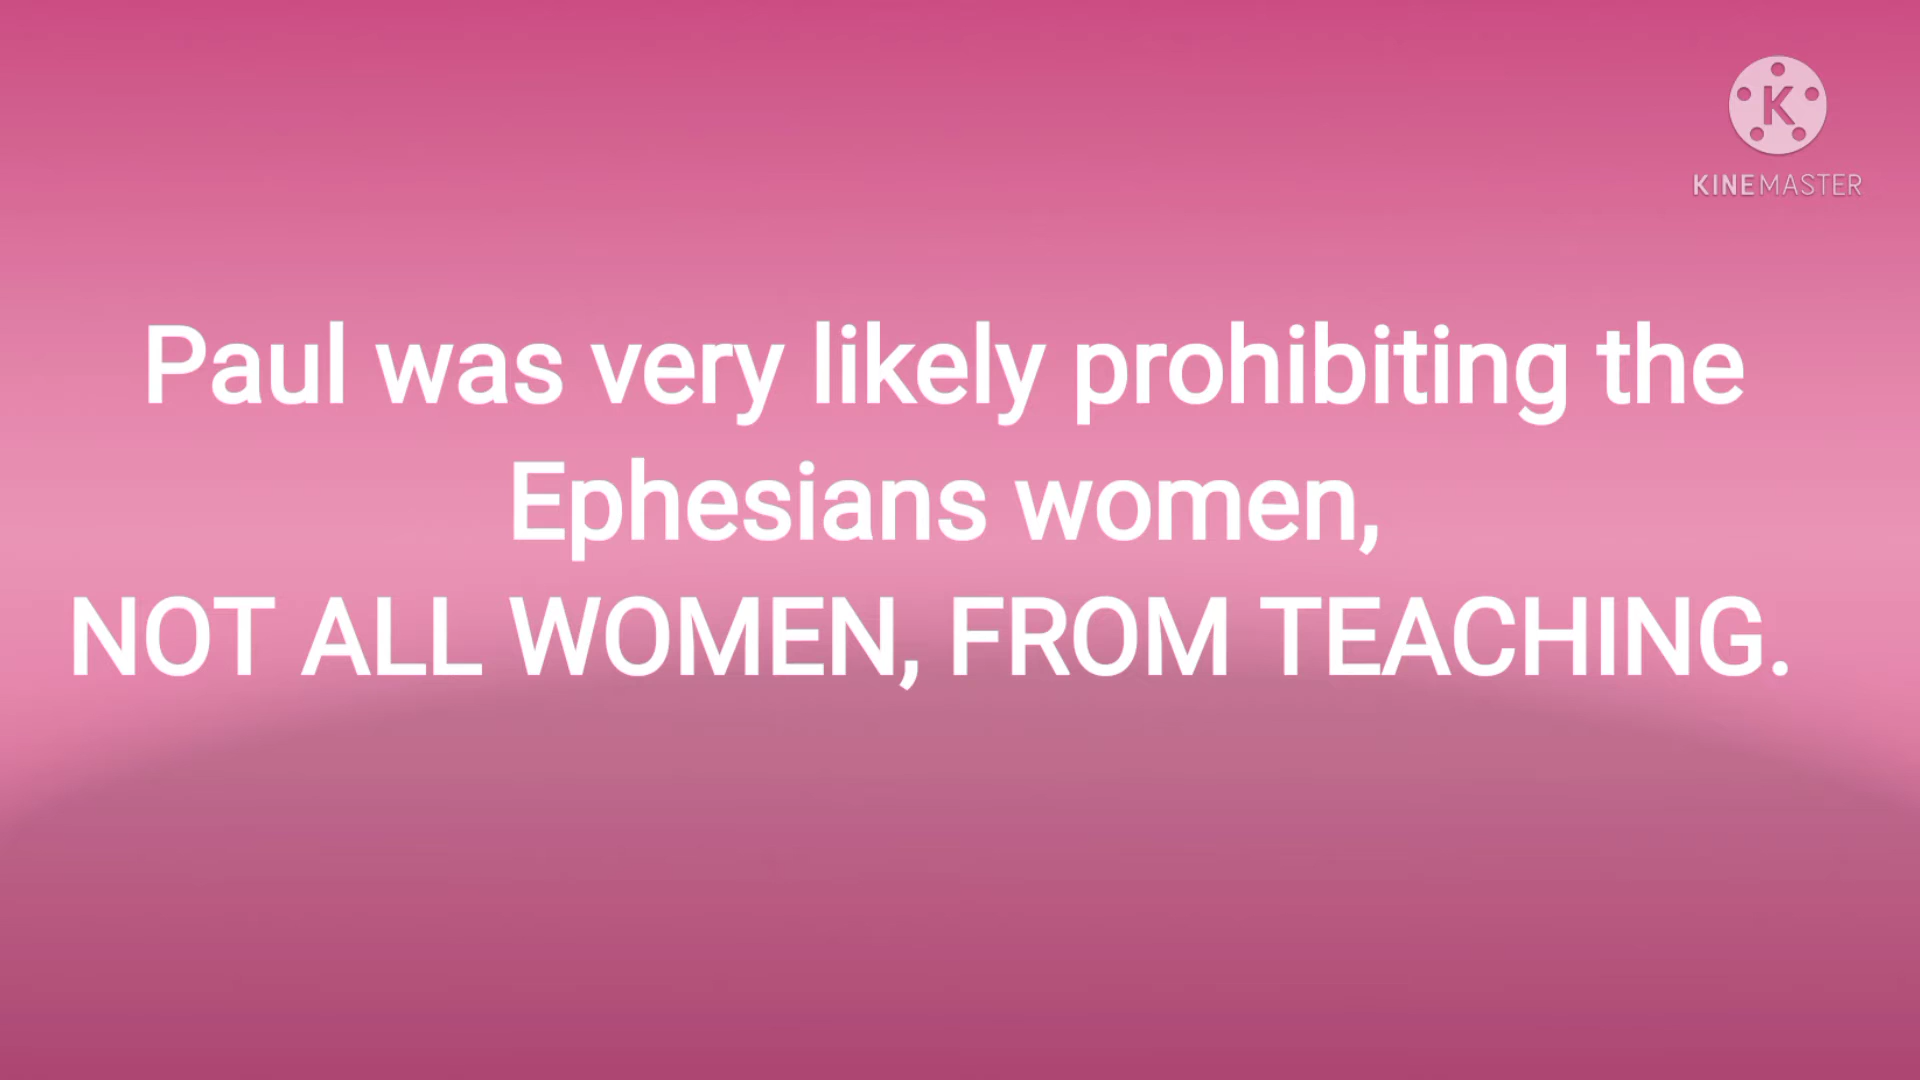 K
KINEMASTER
Paul was very likely prohibiting the
Ephesians women,
NOT ALL WOMEN, FROM TEACHING.